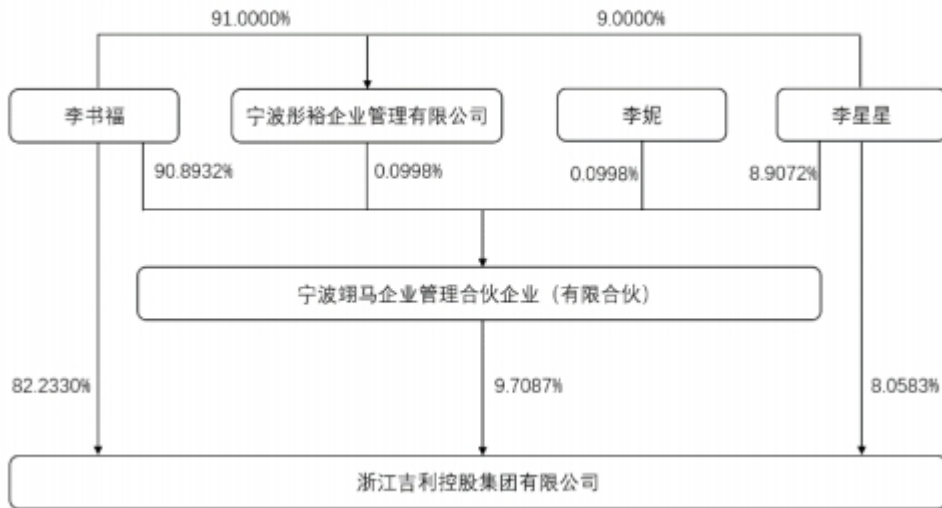 91.0000%
9.0000%
李书福
宁波彤裕企业管理有限公司
李妮
李星星
90.8932%
0.0998%
0.0998%
8.9072%
宁波翊马企业管理合伙企业（有限合伙）
82.2330%
9.7087%
8.0583%
浙江吉利控股集团有限公司